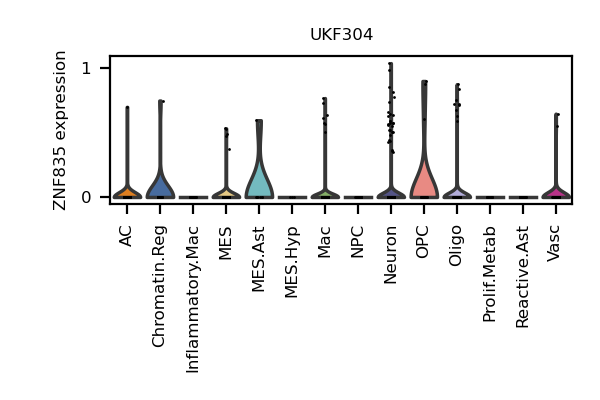 UKF304
ZNF835 expression
1
0
AC
Chromatin.Reg
Inflammatory.Mac
MES
MES.Ast
MES.Hyp
Mac
NPC
Neuron
OPC
Oligo
Prolif.Metab
Reactive.Ast
Vasc